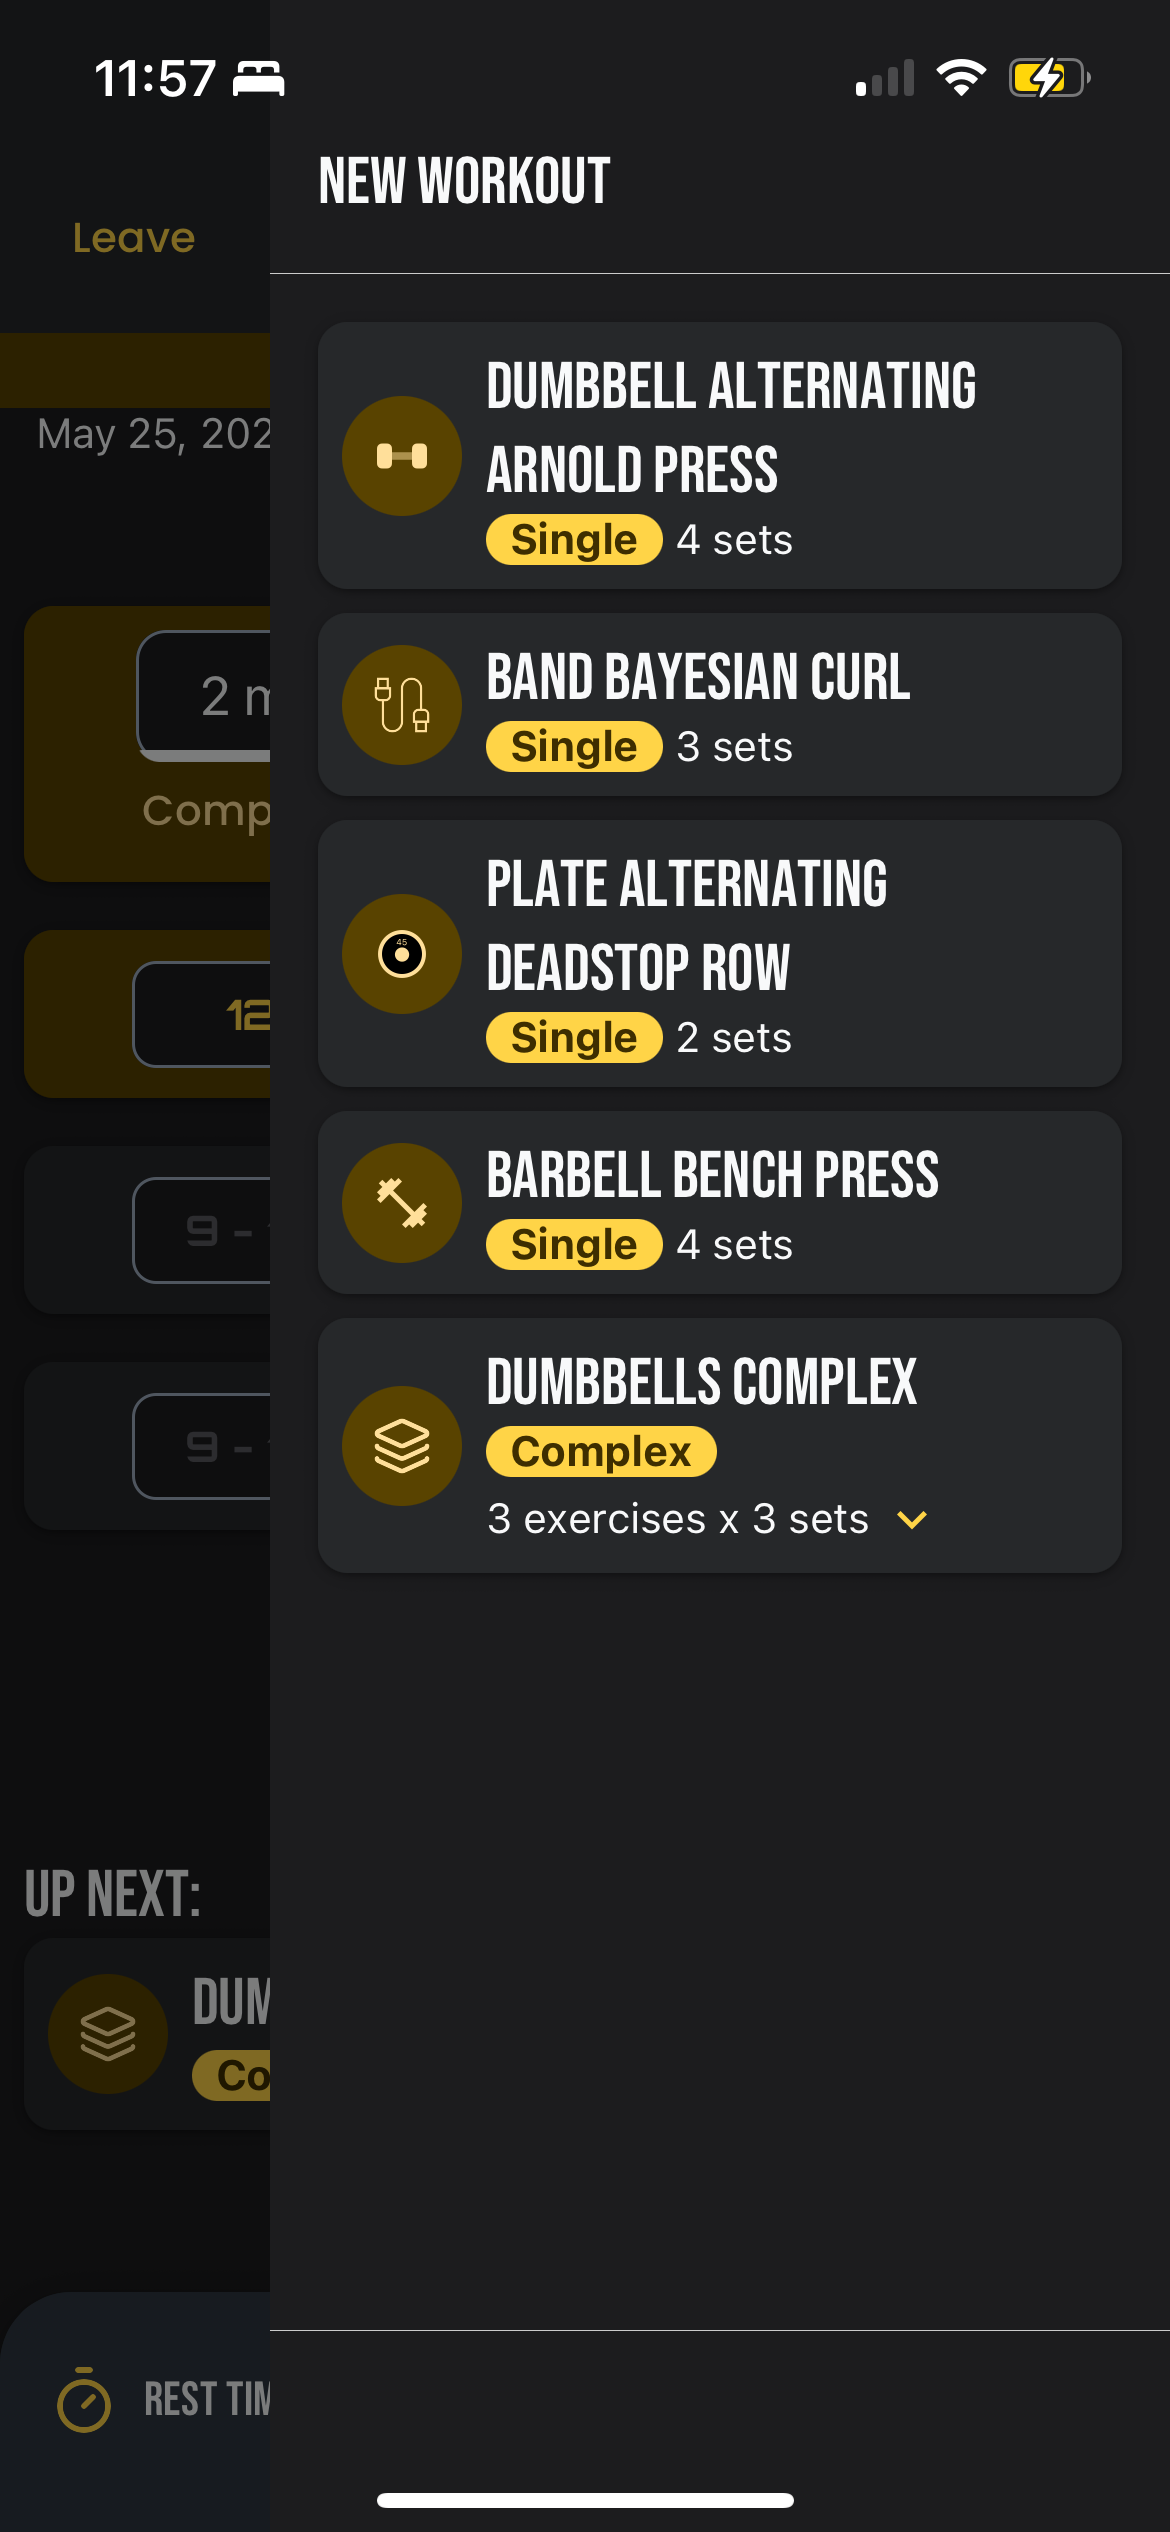 11:57
NEW WORKOUT
Leave
May 25, 202
2 m
Comp
12
9 -
9 -
UP NEXT:
DUM
Co
REST TIM
DUMBBELL ALTERNATING
ARNOLD PRESS
Single 4 sets
BAND BAYESIAN CURL
Single 3 sets
PLATE ALTERNATING
DEADSTOP ROW
45
Single 2 sets
BARBELL BENCH PRESS
Single 4 sets
DUMBBELLS COMPLEX
Complex
3 exercises x 3 sets